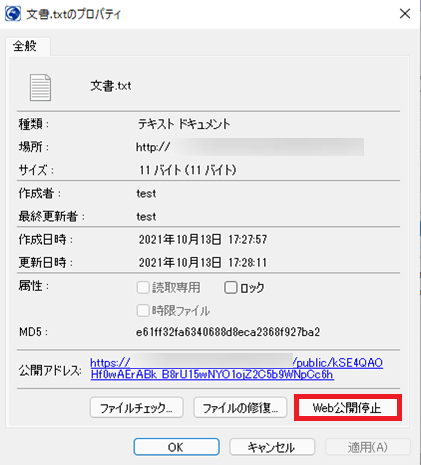 文書.txtのプロパティ
全般
文書.txt
種類： テキスト ドキュメント
場所： http://
サイズ： 11 バイト (11 バイト)
作成者： test
最終更新者： test
作成日時： 2021年10月13日 17:27:57
更新日時： 2021年10月13日 17:28:11
属性： 読取専用 ロック
時限ファイル
MD5： e61ff32fa6340688d8eca2368f927ba2
公開アドレス: https:// /public/kSE4QAO
Hf0wAErABk_B8rU15wNYO1ojZ2C5b9WNpCc6h
ファイルチェック... ファイルの修復... Web公開停止
OK キャンセル 適用(A)